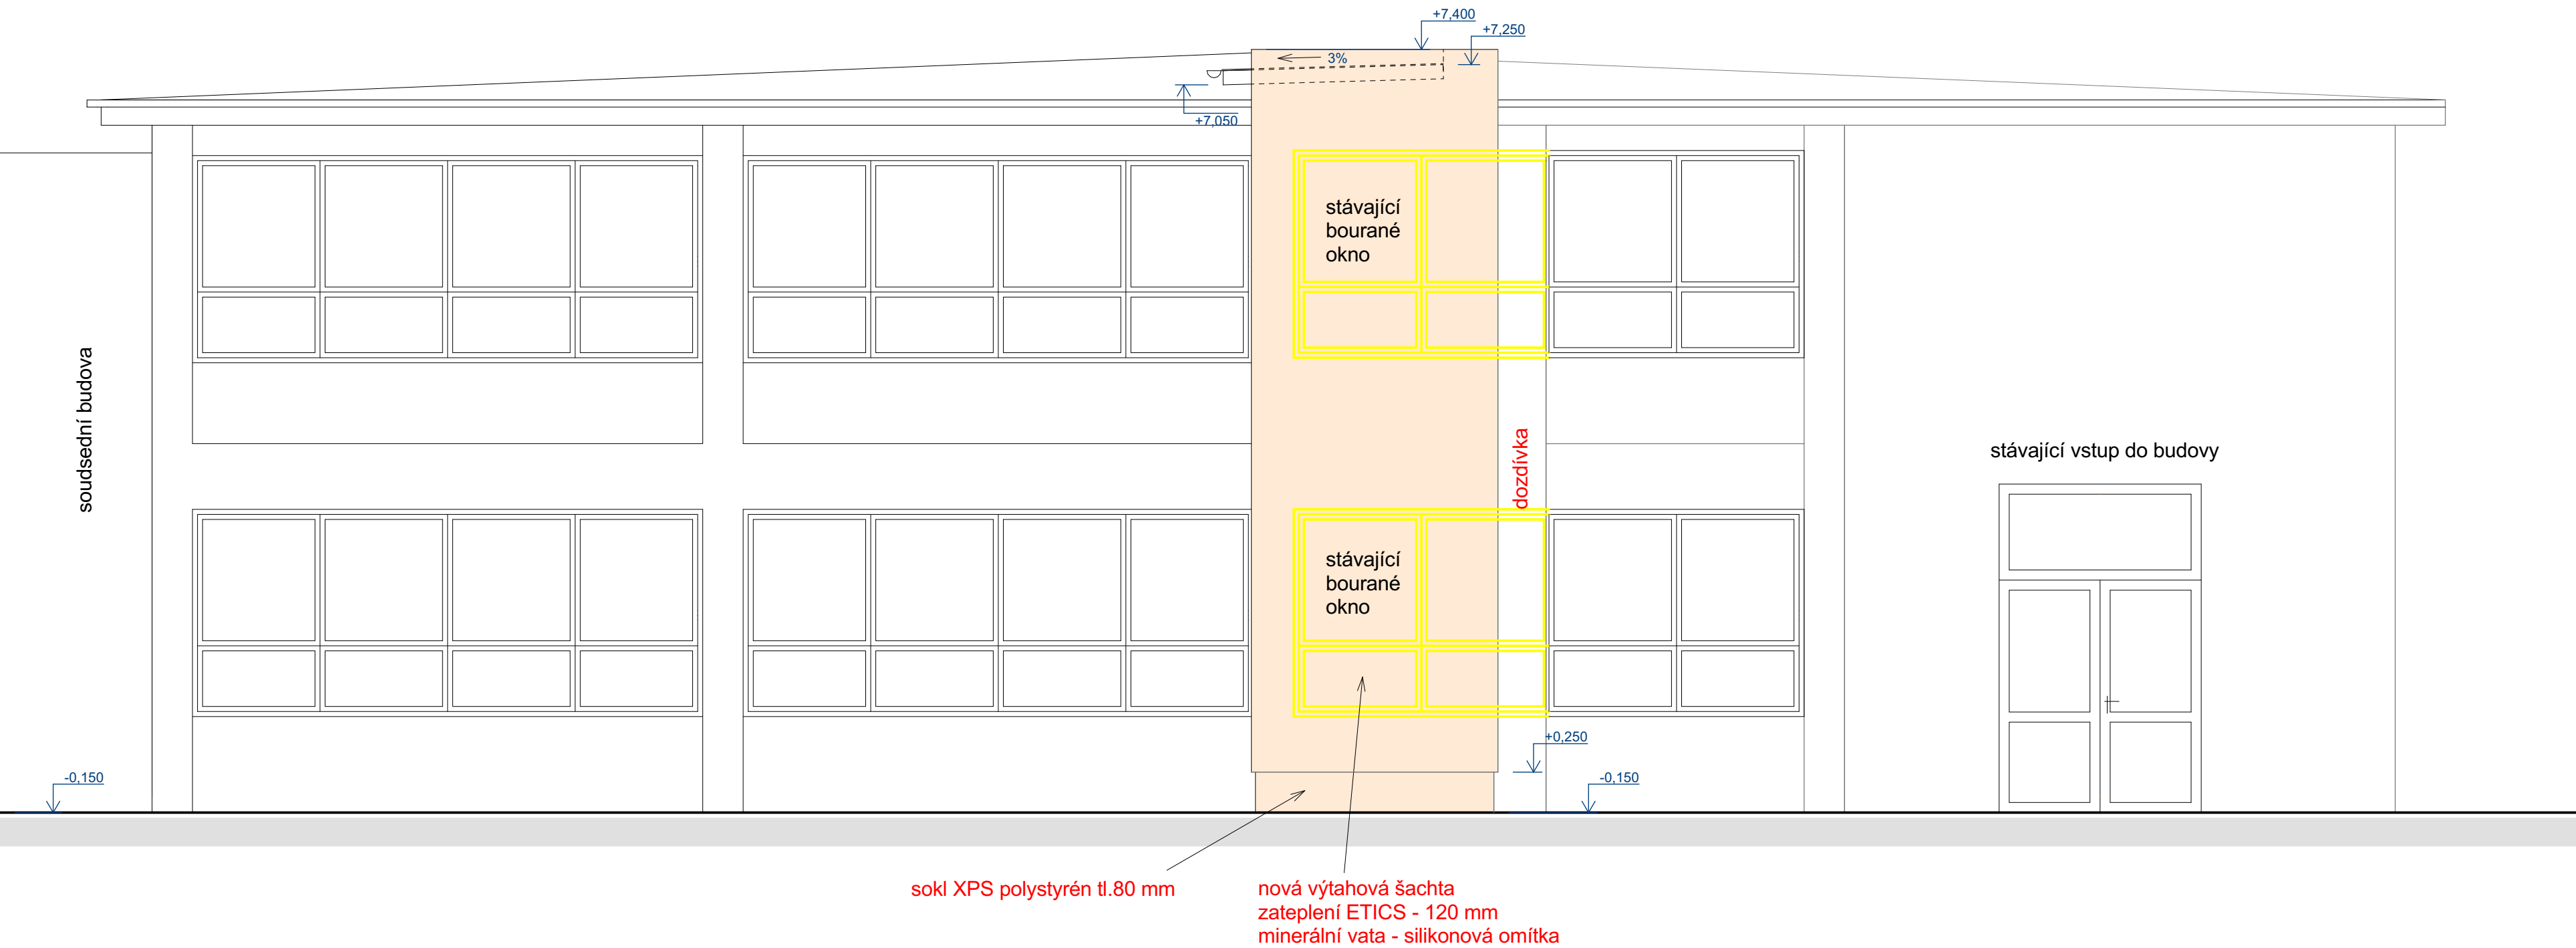 +7,400
+7,250
3%
+7,050
stávající
bourané
okno
soudsední budova
dozdívka
stávající vstup do budovy
stávající
bourané
okno
+0,250
-0,150
-0,150
sokl XPS polystyrén tl.80 mm
nová výtahová šachta
zateplení ETICS - 120 mm
minerální vata - silikonová omítka